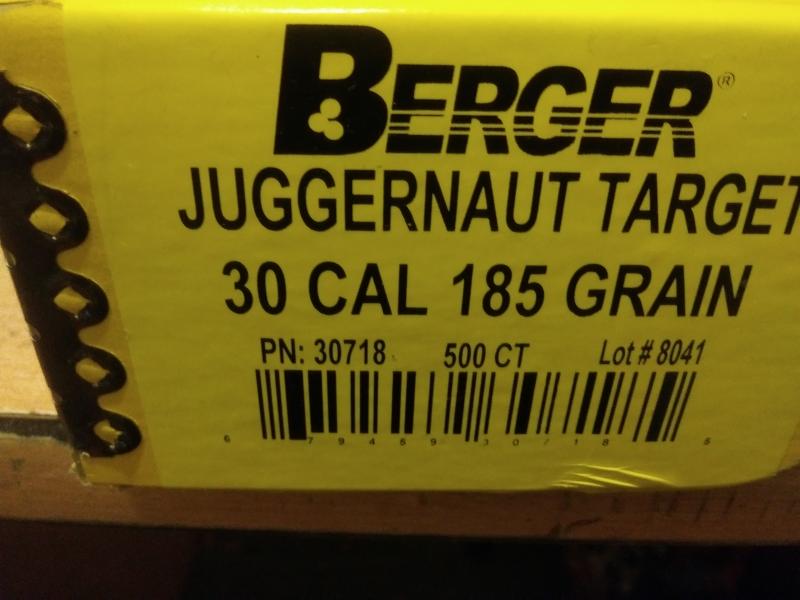 BERGER®
JUGGERNAUT TARGET
30 CAL 185 GRAIN
PN: 30718 500 CT Lot # 8041
6 79459 30718 5